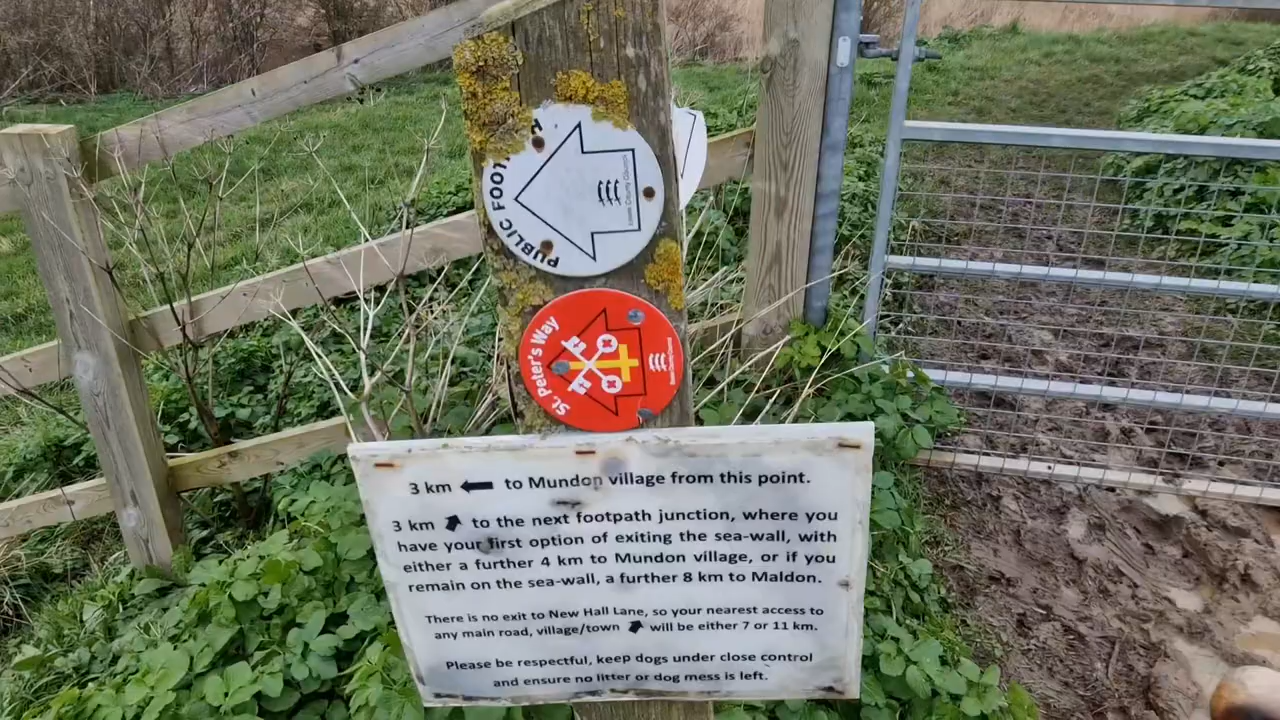 PUBLIC FOOT
Essex County Council
St. Peter's Way
3 km to Mundon village from this point.
3 km to the next footpath junction, where you
have your first option of exiting the sea-wall, with
either a further 4 km to Mundon village, or if you
remain on the sea-wall, a further 8 km to Maldon.
There is no exit to New Hall Lane, so your nearest access to
any main road, village/town will be either 7 or 11 km.
Please be respectful, keep dogs under close control
and ensure no litter or dog mess is left.